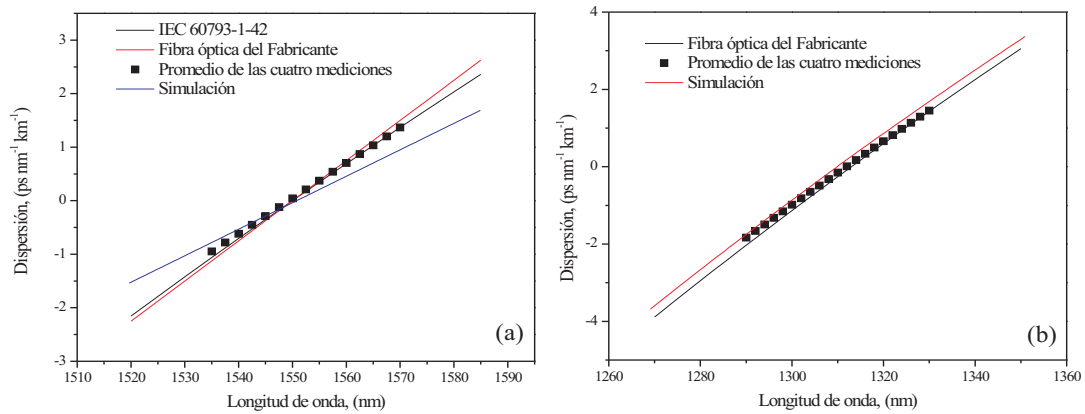 IEC 60793-1-42
Fibra óptica del Fabricante
Promedio de las cuatro mediciones
Simulación
Dispersión, (ps nm⁻¹ km⁻¹)
3
2
1
0
-1
-2
-3
(a)
1510 1520 1530 1540 1550 1560 1570 1580 1590
Longitud de onda, (nm)
Fibra óptica del Fabricante
Promedio de las cuatro mediciones
Simulación
Dispersión, (ps nm⁻¹ km⁻¹)
4
2
0
-2
-4
(b)
1260 1280 1300 1320 1340 1360
Longitud de onda, (nm)